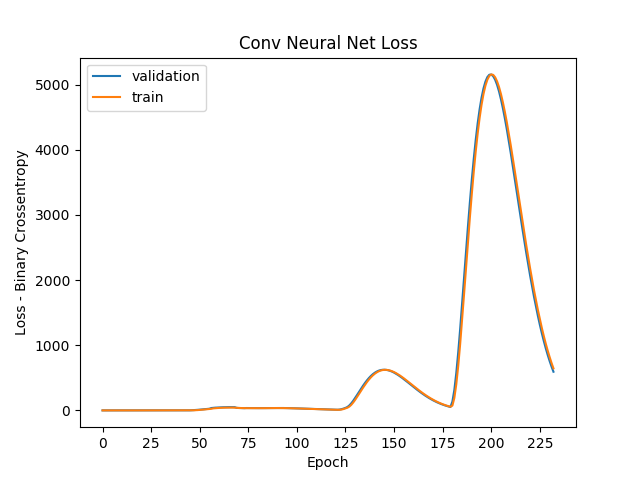 Conv Neural Net Loss
validation
train
5000
4000
3000
2000
1000
0
Loss - Binary Crossentropy
0 25 50 75 100 125 150 175 200 225
Epoch